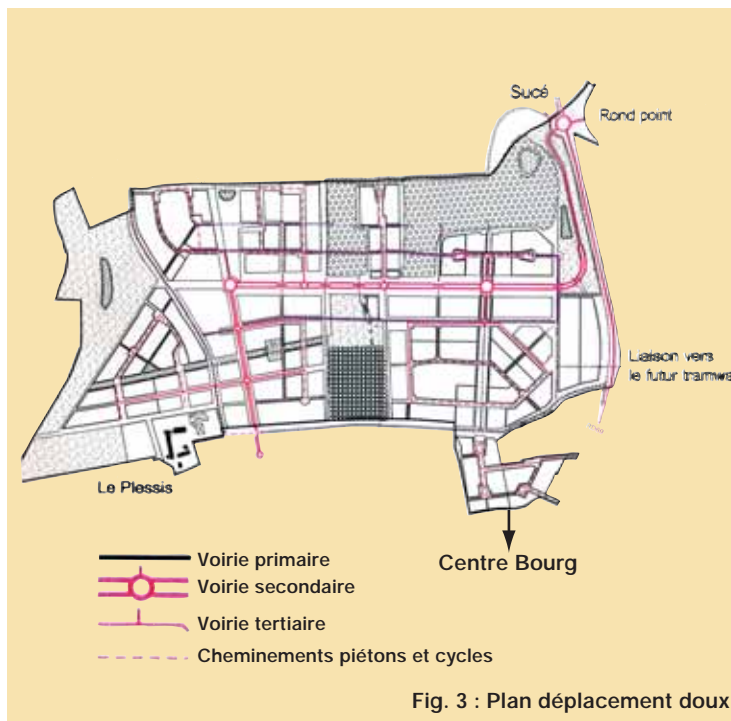 Sucé
Rond point
Liaison vers
le futur tramwa
Le Plessis
Centre Bourg
Voirie primaire
Voirie secondaire
Voirie tertiaire
Cheminements piétons et cycles
Fig. 3 : Plan déplacement doux